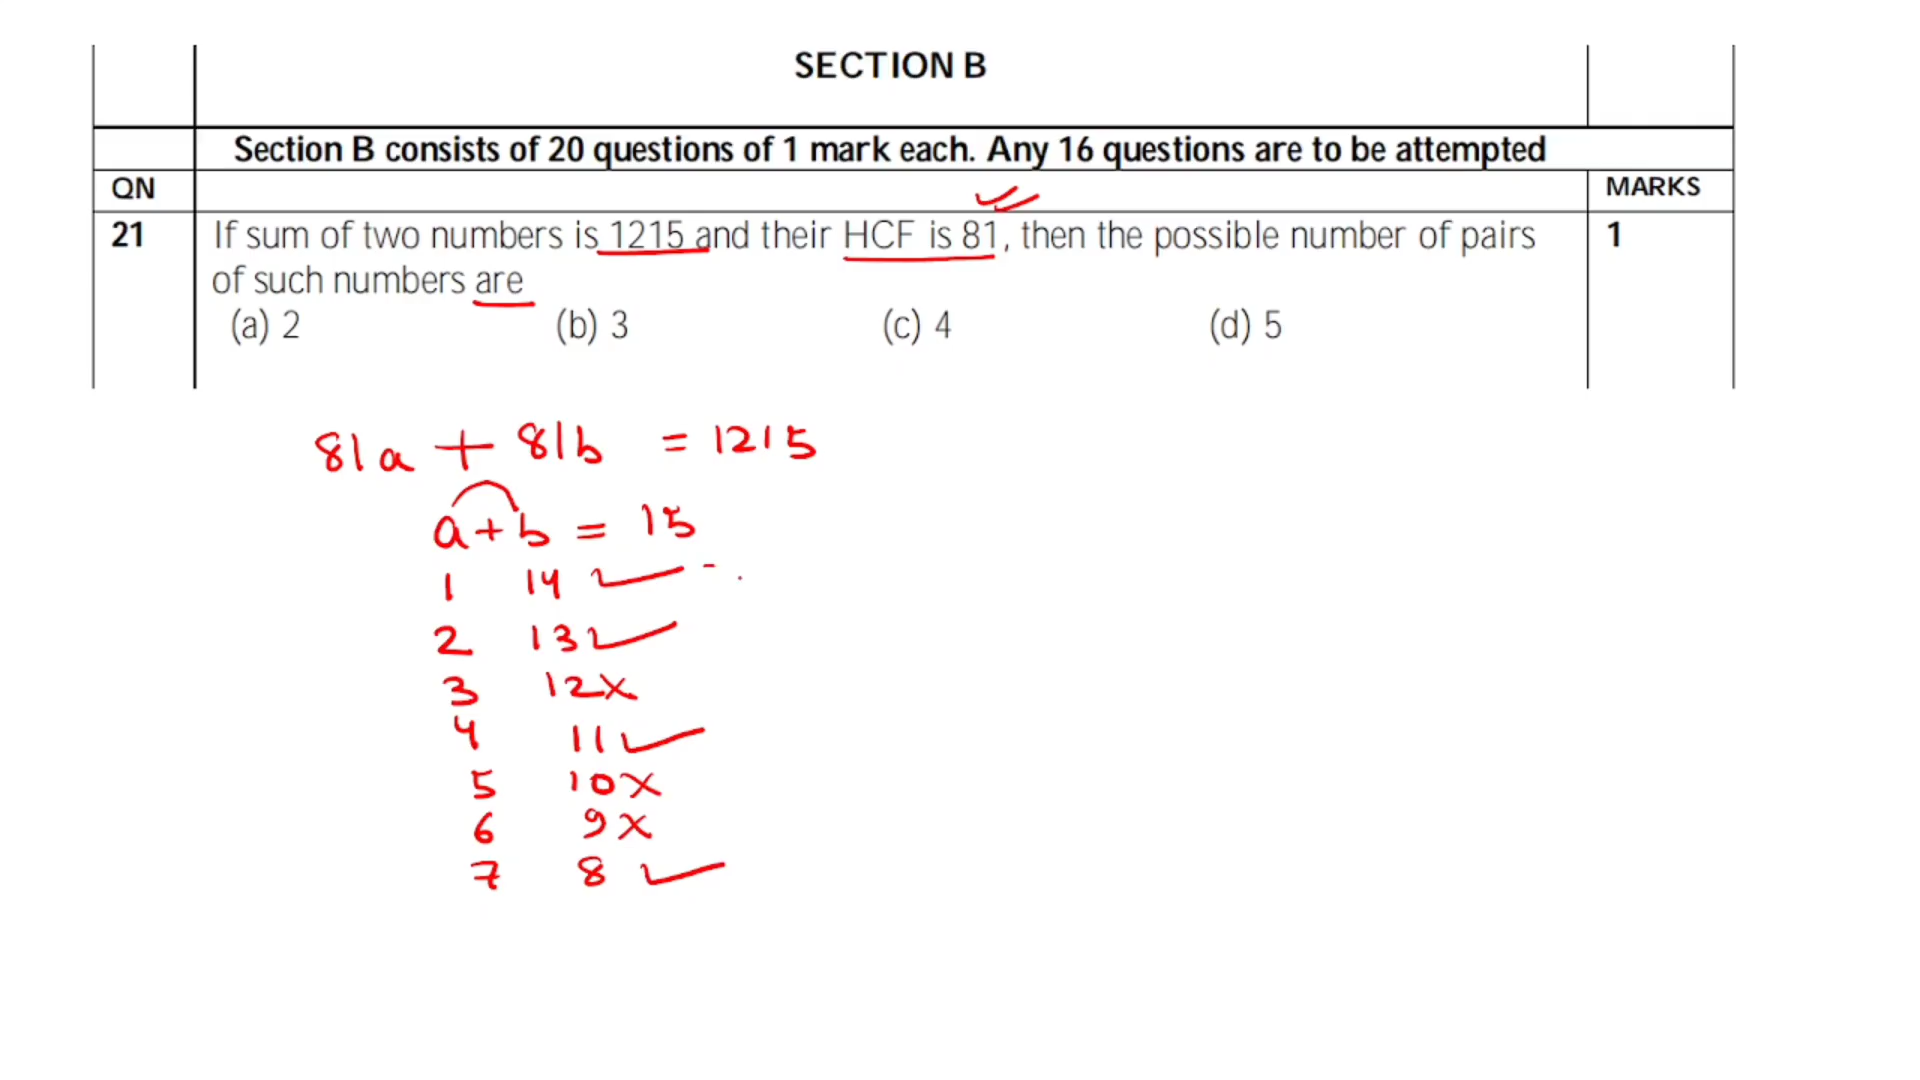 SECTION B
Section B consists of 20 questions of 1 mark each. Any 16 questions are to be attempted
QN MARKS
21 If sum of two numbers is 1215 and their HCF is 81, then the possible number of pairs 1
of such numbers are
(a) 2 (b) 3 (c) 4 (d) 5
81a + 81b = 1215
a + b = 15
1 14 ✓
2 13 ✓
3 12 x
4 11 ✓
5 10 x
6 9 x
7 8 ✓